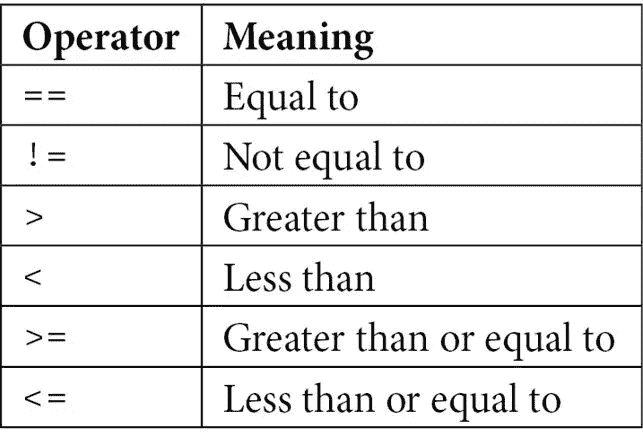 Operator Meaning
== Equal to
!= Not equal to
> Greater than
< Less than
>= Greater than or equal to
<= Less than or equal to